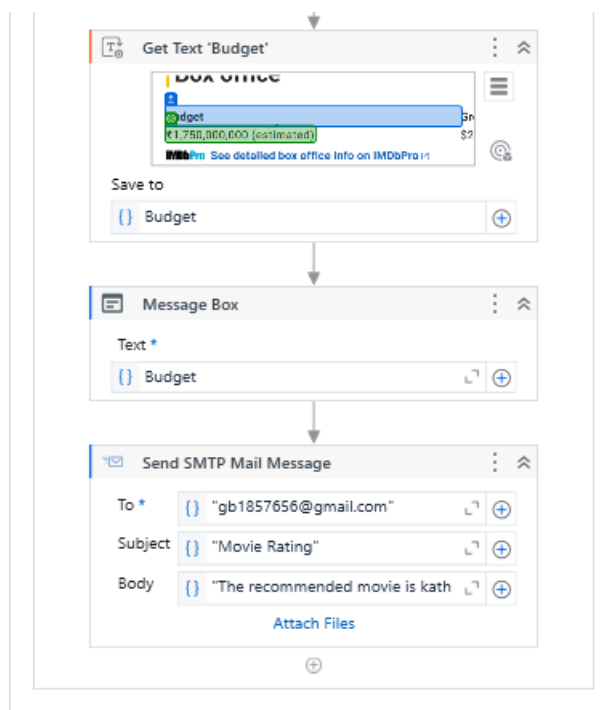 Get Text 'Budget'
Box office
dget
Gr
₹1,750,000,000 (estimated)
$2
IMDbPro See detailed box office info on IMDbPro
Save to
{} Budget
Message Box
Text *
{} Budget
Send SMTP Mail Message
To * {} "gb1857656@gmail.com"
Subject {} "Movie Rating"
Body {} "The recommended movie is kath
Attach Files